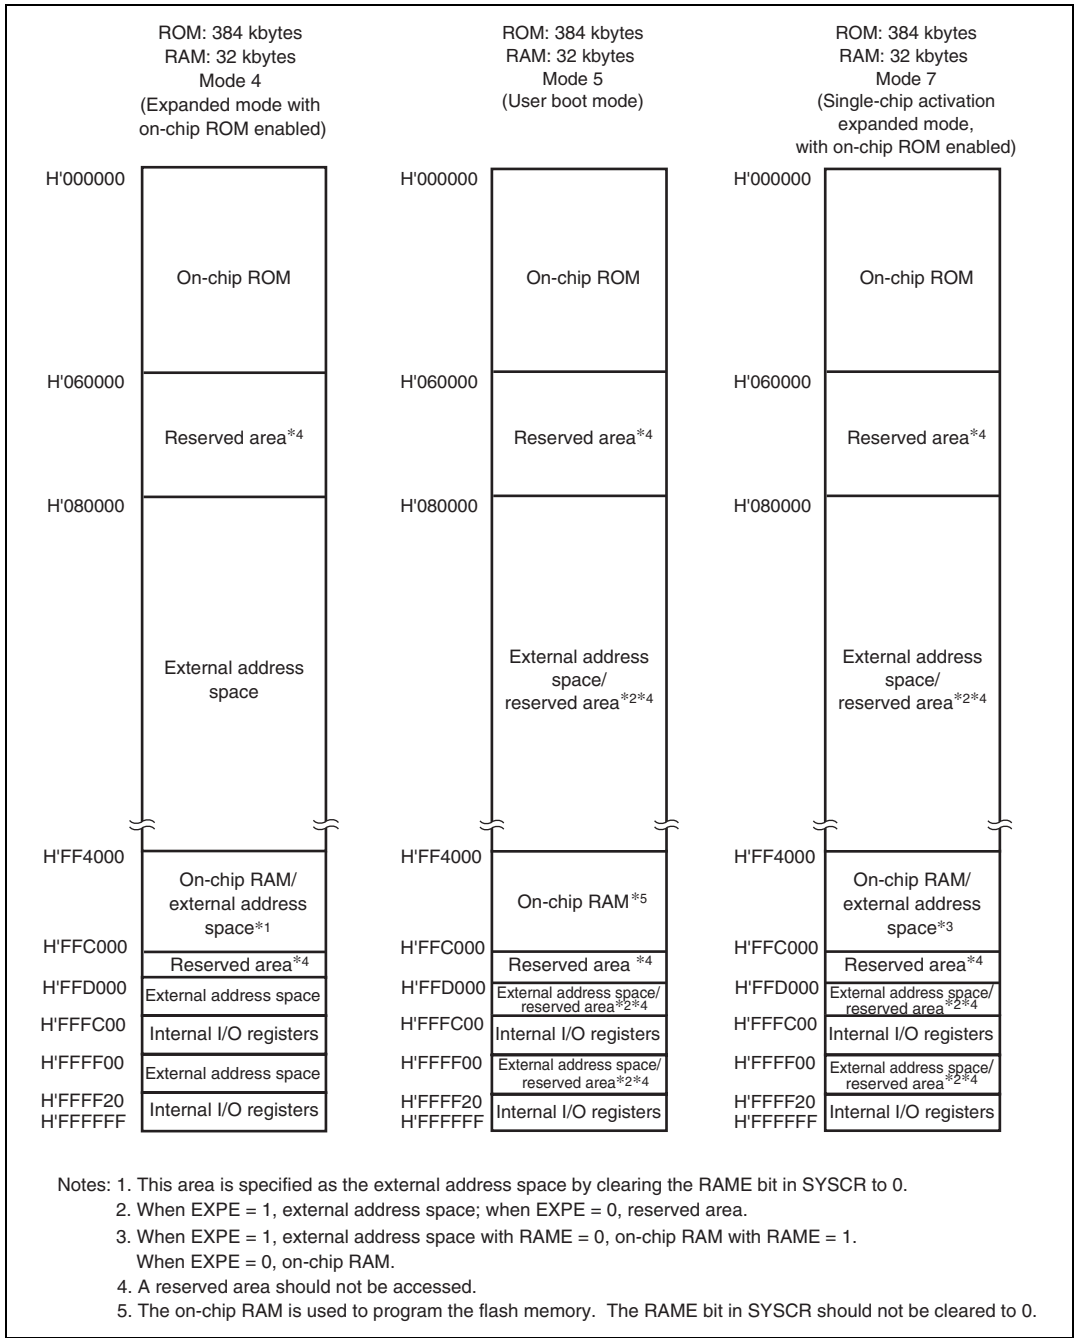 ROM: 384 kbytes
RAM: 32 kbytes
Mode 4
(Expanded mode with
on-chip ROM enabled)
H'000000
On-chip ROM
H'060000
Reserved area*4
H'080000
External address
space
H'FF4000
On-chip RAM/
external address
space*1
H'FFC000
Reserved area*4
H'FFD000
External address space
H'FFFC00
Internal I/O registers
H'FFFF00
External address space
H'FFFF20
Internal I/O registers
H'FFFFFF
ROM: 384 kbytes
RAM: 32 kbytes
Mode 5
(User boot mode)
H'000000
On-chip ROM
H'060000
Reserved area*4
H'080000
External address
space/
reserved area*2*4
H'FF4000
On-chip RAM*5
H'FFC000
Reserved area *4
H'FFD000
External address space/
reserved area*2*4
H'FFFC00
Internal I/O registers
H'FFFF00
External address space/
reserved area*2*4
H'FFFF20
Internal I/O registers
H'FFFFFF
ROM: 384 kbytes
RAM: 32 kbytes
Mode 7
(Single-chip activation
expanded mode,
with on-chip ROM enabled)
H'000000
On-chip ROM
H'060000
Reserved area*4
H'080000
External address
space/
reserved area*2*4
H'FF4000
On-chip RAM/
external address
space*3
H'FFC000
Reserved area*4
H'FFD000
External address space/
reserved area*2*4
H'FFFC00
Internal I/O registers
H'FFFF00
External address space/
reserved area*2*4
H'FFFF20
Internal I/O registers
H'FFFFFF
Notes: 1. This area is specified as the external address space by clearing the RAME bit in SYSCR to 0.
2. When EXPE = 1, external address space; when EXPE = 0, reserved area.
3. When EXPE = 1, external address space with RAME = 0, on-chip RAM with RAME = 1.
When EXPE = 0, on-chip RAM.
4. A reserved area should not be accessed.
5. The on-chip RAM is used to program the flash memory. The RAME bit in SYSCR should not be cleared to 0.